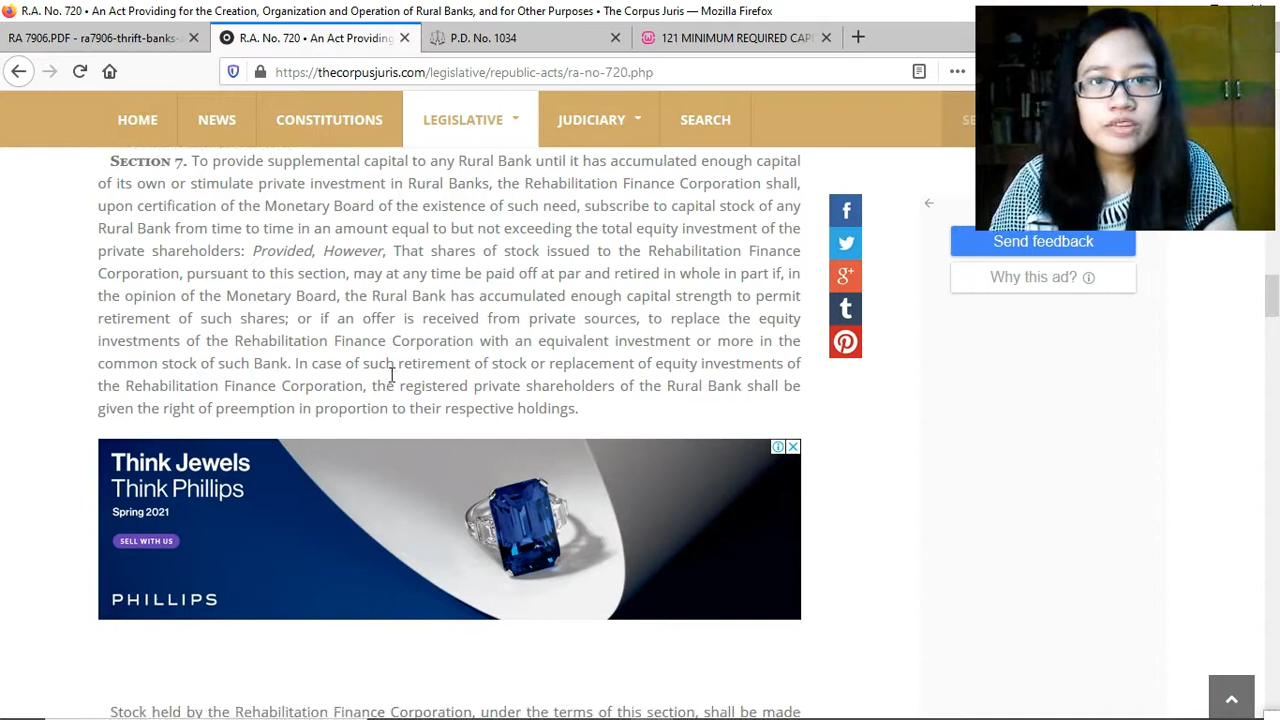 R.A. No. 720 • An Act Providing for the Creation, Organization and Operation of Rural Banks, and for Other Purposes • The Corpus Juris — Mozilla Firefox
RA 7906.PDF - ra7906-thrift-banks-
R.A. No. 720 • An Act Providing
P.D. No. 1034
121 MINIMUM REQUIRED CAP
https://thecorpusjuris.com/legislative/republic-acts/ra-no-720.php
HOME
NEWS
CONSTITUTIONS
LEGISLATIVE
JUDICIARY
SEARCH
SE
SECTION 7. To provide supplemental capital to any Rural Bank until it has accumulated enough capital
of its own or stimulate private investment in Rural Banks, the Rehabilitation Finance Corporation shall,
upon certification of the Monetary Board of the existence of such need, subscribe to capital stock of any
Rural Bank from time to time in an amount equal to but not exceeding the total equity investment of the
private shareholders: Provided, However, That shares of stock issued to the Rehabilitation Finance
Corporation, pursuant to this section, may at any time be paid off at par and retired in whole in part if, in
the opinion of the Monetary Board, the Rural Bank has accumulated enough capital strength to permit
retirement of such shares; or if an offer is received from private sources, to replace the equity
investments of the Rehabilitation Finance Corporation with an equivalent investment or more in the
common stock of such Bank. In case of such retirement of stock or replacement of equity investments of
the Rehabilitation Finance Corporation, the registered private shareholders of the Rural Bank shall be
given the right of preemption in proportion to their respective holdings.
Send feedback
Why this ad?
Think Jewels
Think Phillips
Spring 2021
SELL WITH US
PHILLIPS
Stock held by the Rehabilitation Finance Corporation, under the terms of this section, shall be made